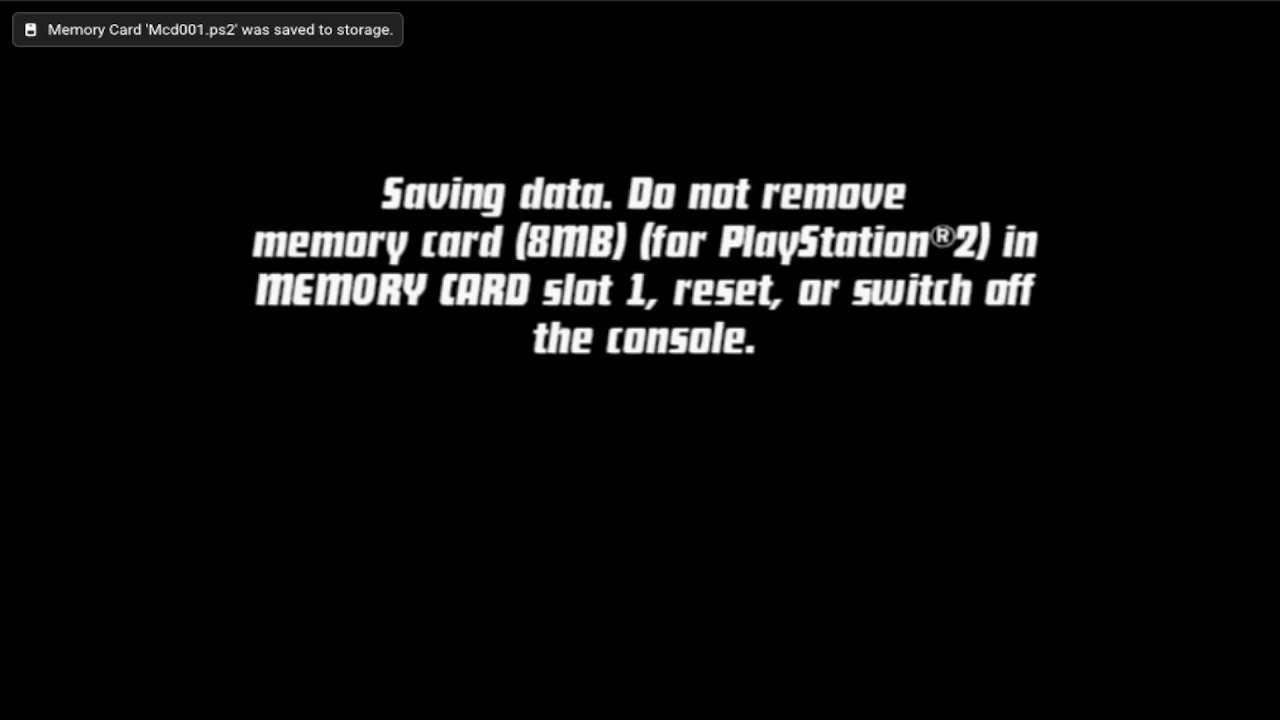 Memory Card 'Mcd001.ps2' was saved to storage.
Saving data. Do not remove
memory card (8MB) (for PlayStation®2) in
MEMORY CARD slot 1, reset, or switch off
the console.